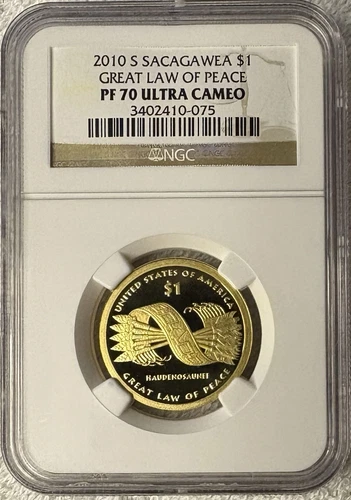 2010 S SACAGAWEA $1
GREAT LAW OF PEACE
PF 70 ULTRA CAMEO
3402410-075
NGC
UNITED STATES OF AMERICA
$1
HAUDENOSAUNEE
GREAT LAW OF PEACE